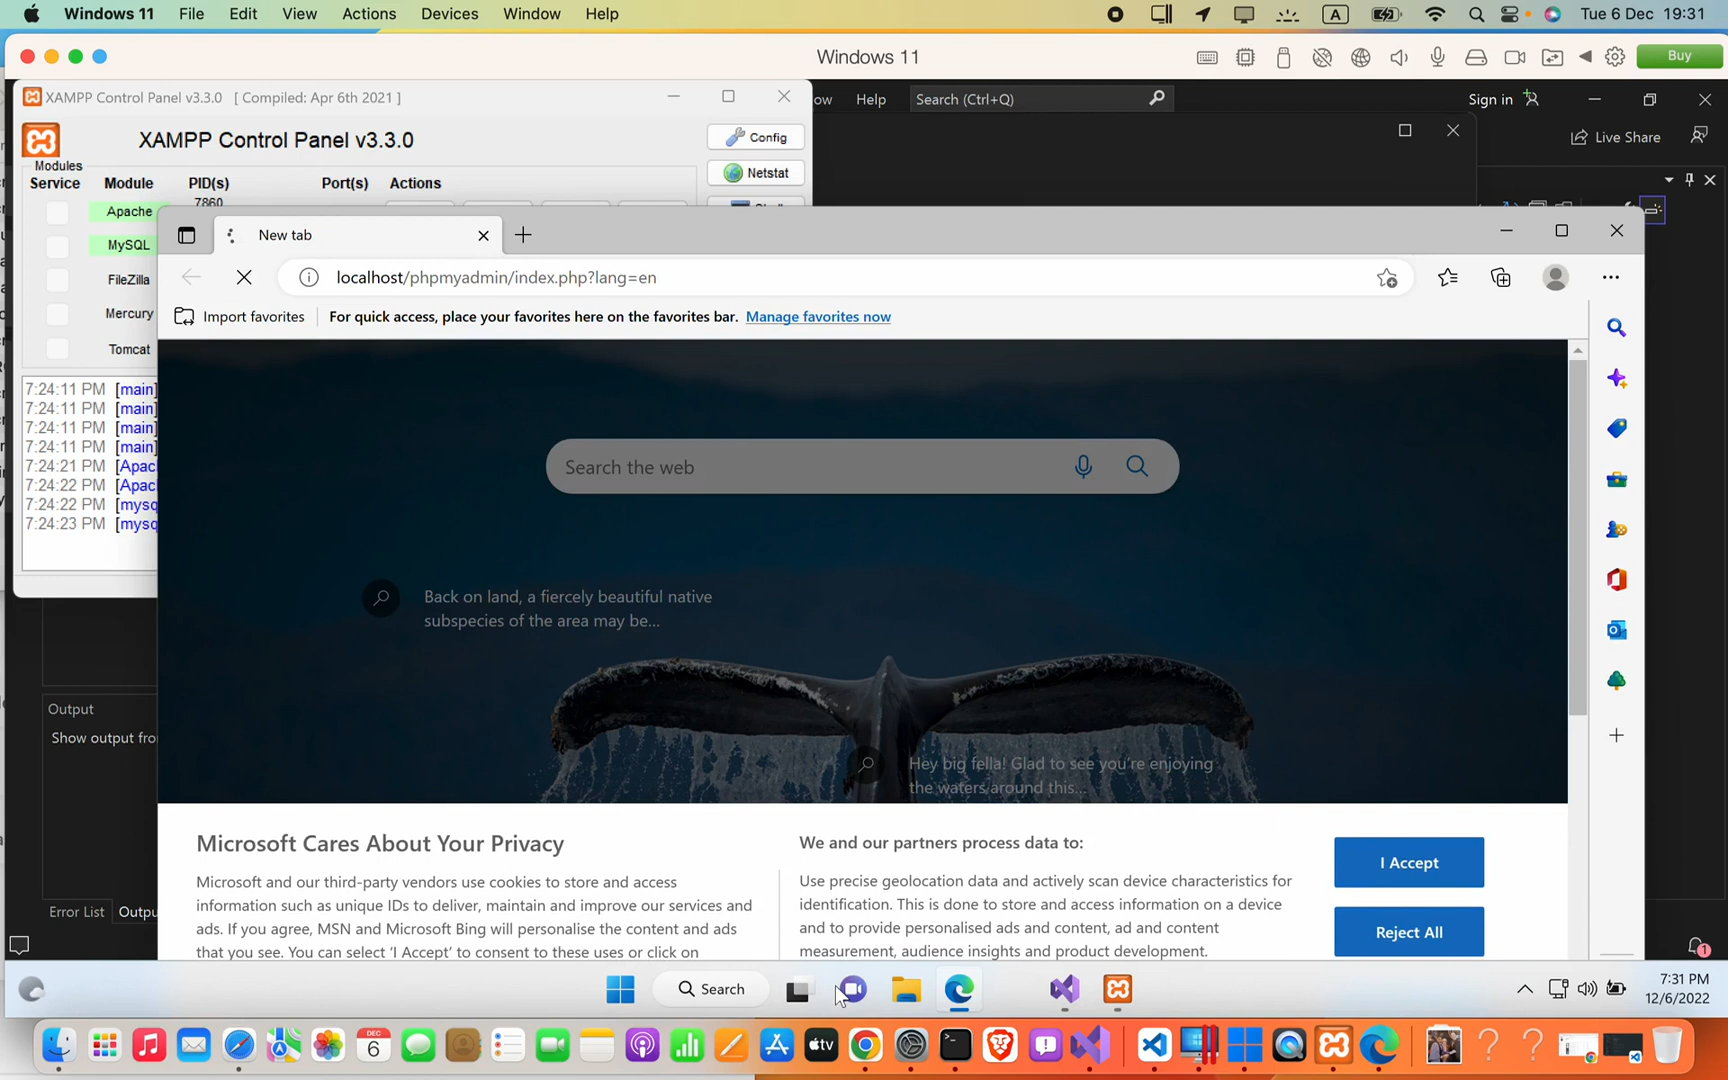 Windows 11 File Edit View Actions Devices Window Help
A Tue 6 Dec 19:31
Windows 11
Buy
XAMPP Control Panel v3.3.0 [ Compiled: Apr 6th 2021 ]
ow Help Search (Ctrl+Q) Sign in
XAMPP Control Panel v3.3.0
Config
Live Share
Modules
Service Module PID(s) Port(s) Actions
Netstat
7860
Apache
New tab
MySQL
FileZilla
localhost/phpmyadmin/index.php?lang=en
Mercury
Import favorites For quick access, place your favorites here on the favorites bar. Manage favorites now
Tomcat
7:24:11 PM [main]
7:24:11 PM [main]
7:24:11 PM [main]
7:24:11 PM [main]
7:24:21 PM [Apac
7:24:22 PM [Apac
7:24:22 PM [mysq
7:24:23 PM [mysq
Search the web
Back on land, a fiercely beautiful native
subspecies of the area may be...
Output
Show output fro
Hey big fella! Glad to see you're enjoying
the waters around this...
Microsoft Cares About Your Privacy
Microsoft and our third-party vendors use cookies to store and access
information such as unique IDs to deliver, maintain and improve our services and
ads. If you agree, MSN and Microsoft Bing will personalise the content and ads
that you see. You can select 'I Accept' to consent to these uses or click on
We and our partners process data to:
Use precise geolocation data and actively scan device characteristics for
identification. This is done to store and access information on a device
and to provide personalised ads and content, ad and content
measurement, audience insights and product development.
I Accept
Reject All
Error List Outpu
1
Search
7:31 PM
12/6/2022
DEC
6
tv